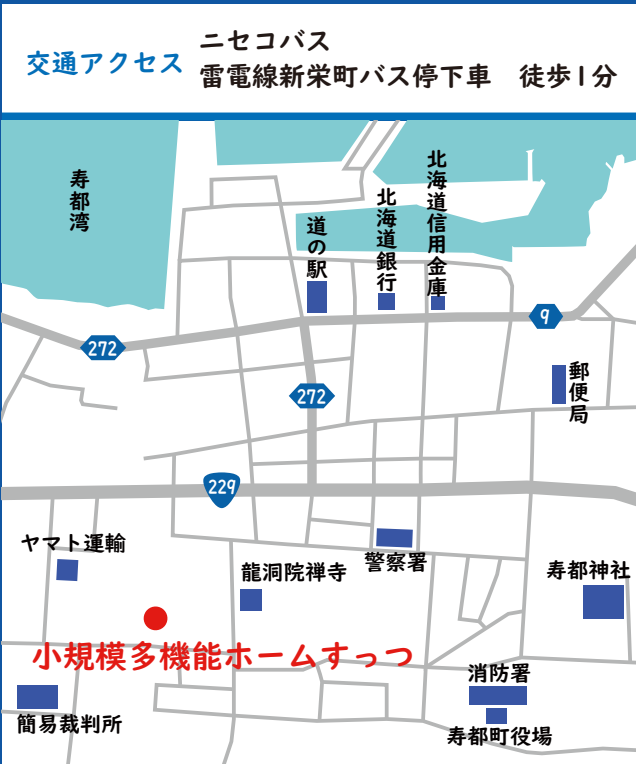 交通アクセス
ニセコバス
雷電線新栄町バス停下車　徒歩1分
寿都湾
道の駅
北海道銀行
北海道信用金庫
9
272
郵便局
272
229
ヤマト運輸
龍洞院禅寺
警察署
寿都神社
小規模多機能ホームすっつ
簡易裁判所
消防署
寿都町役場